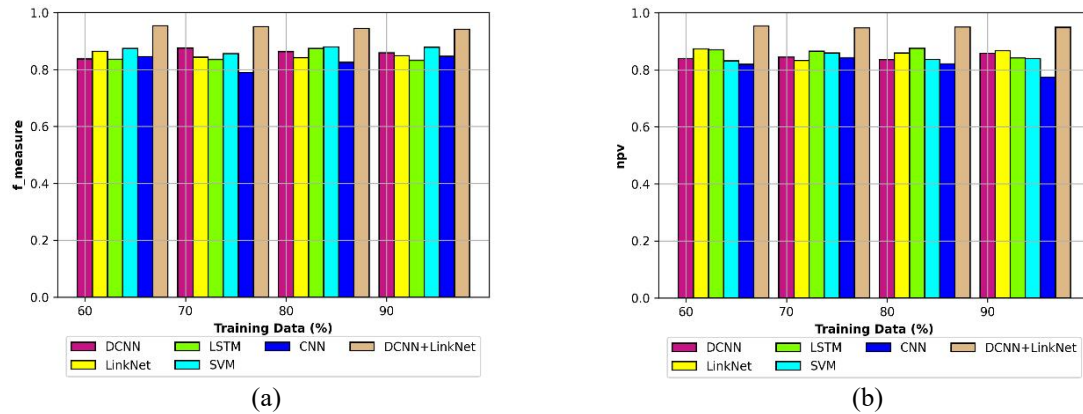 1.0
0.8
0.6
0.4
0.2
0.0
f_measure
60 70 80 90
Training Data (%)
DCNN LSTM CNN DCNN+LinkNet
LinkNet SVM
(a)
1.0
0.8
0.6
0.4
0.2
0.0
npv
60 70 80 90
Training Data (%)
DCNN LSTM CNN DCNN+LinkNet
LinkNet SVM
(b)